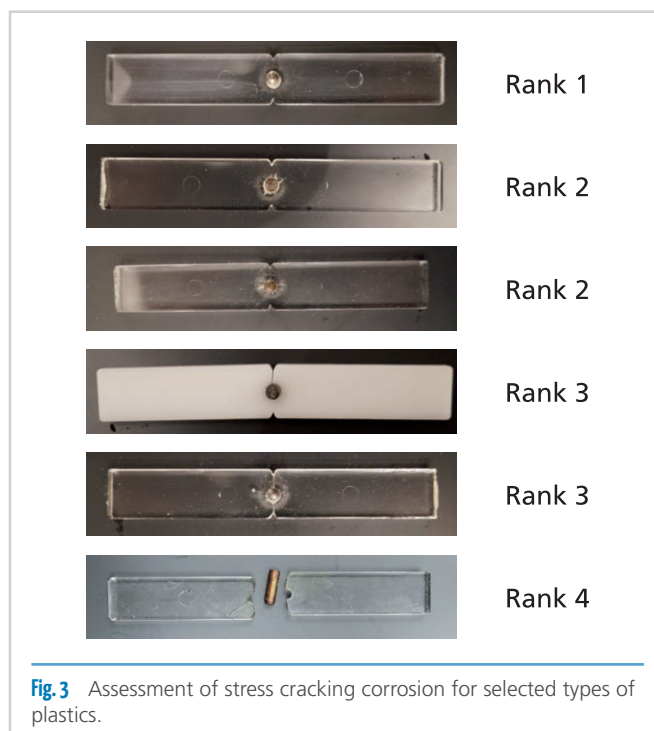 Rank 1
Rank 2
Rank 2
Rank 3
Rank 3
Rank 4
Fig. 3 Assessment of stress cracking corrosion for selected types of
plastics.